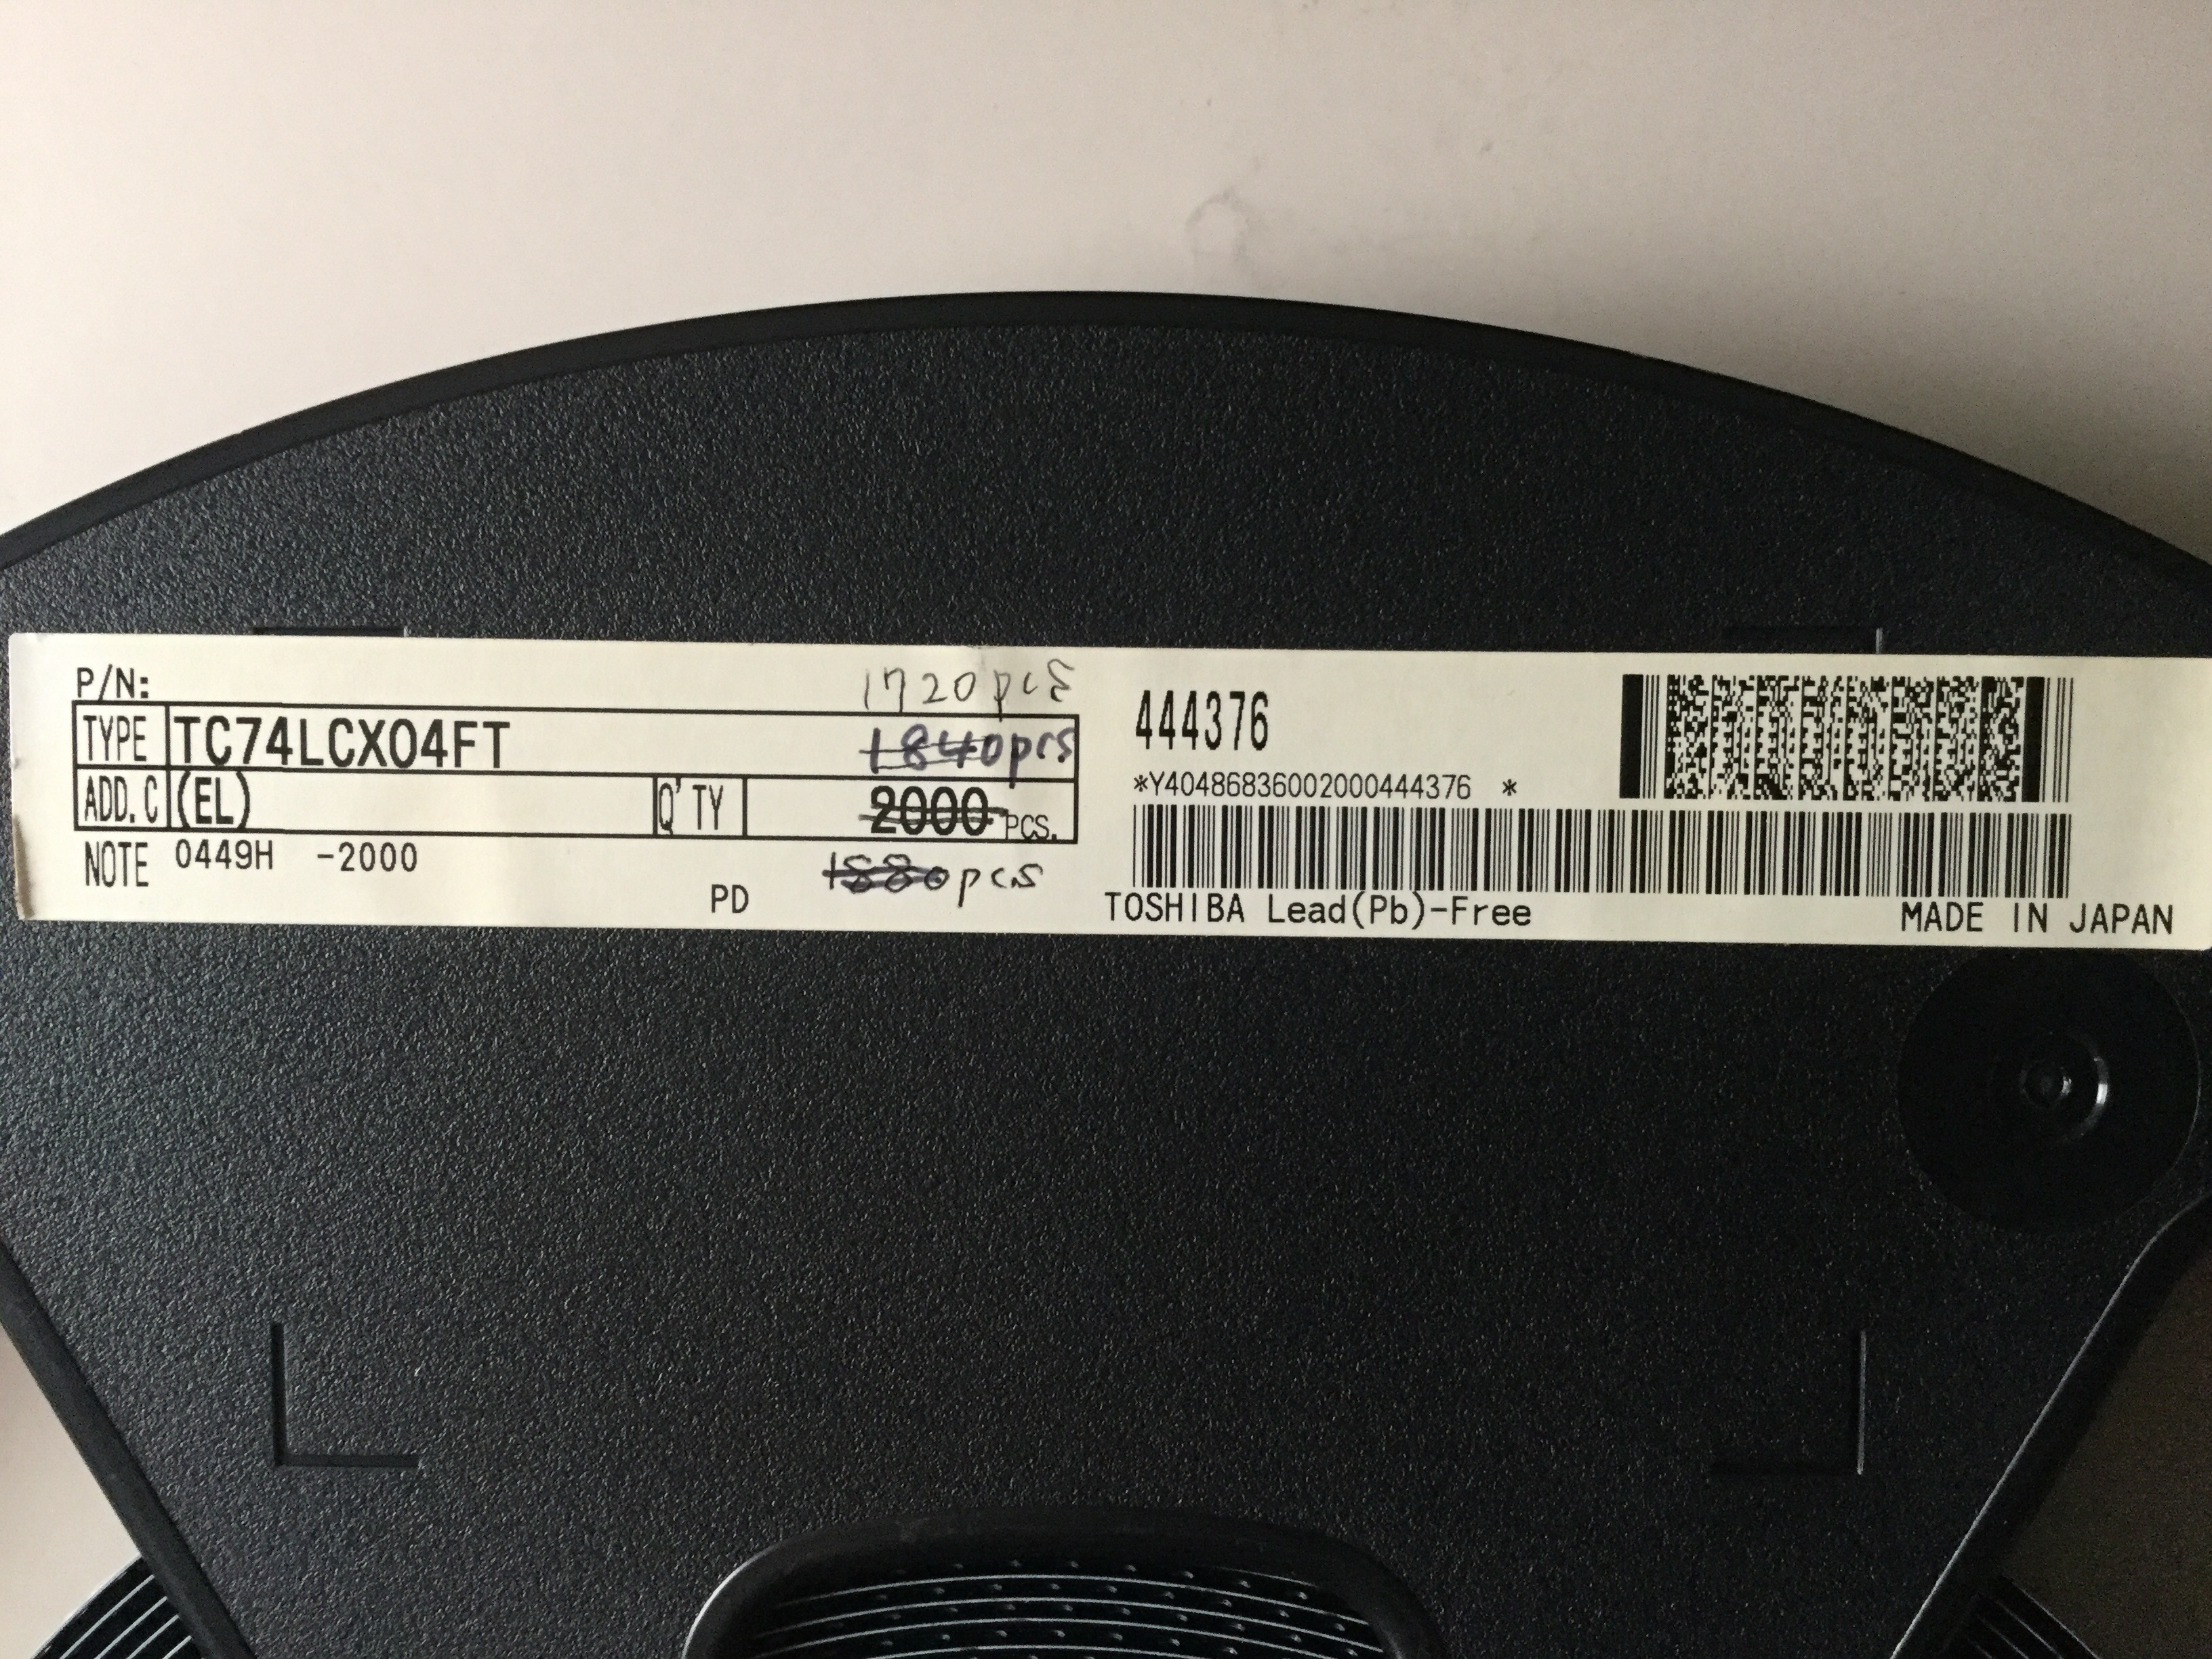 P/N:
1720pcs
TYPE TC74LCX04FT 1840pcs
ADD.C (EL) Q'TY 2000 PCS.
NOTE 0449H -2000
1880pcs
PD
444376
*Y40486836002000444376 *
TOSHIBA Lead(Pb)-Free
MADE IN JAPAN